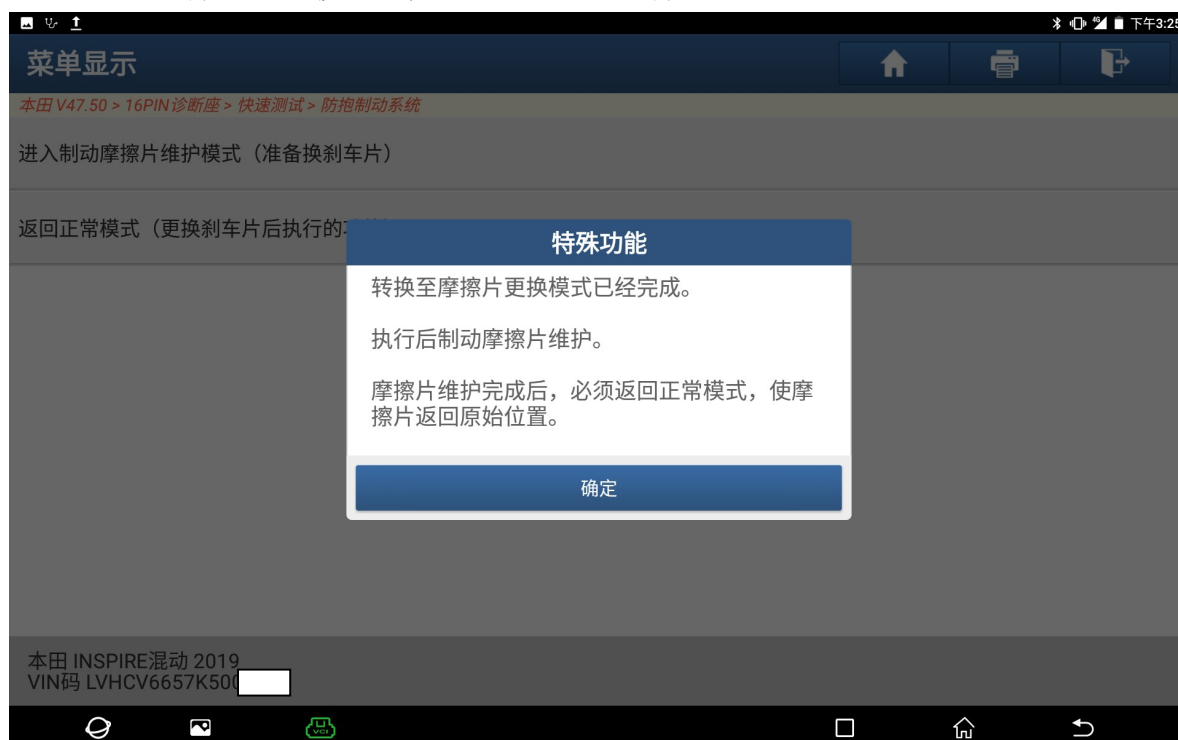 4G 下午3:25
菜单显示
本田 V47.50 > 16PIN诊断座 > 快速测试 > 防抱制动系统
进入制动摩擦片维护模式（准备换刹车片）
返回正常模式（更换刹车片后执行的
特殊功能
转换至摩擦片更换模式已经完成。
执行后制动摩擦片维护。
摩擦片维护完成后，必须返回正常模式，使摩
擦片返回原始位置。
确定
本田 INSPIRE混动 2019
VIN码 LVHCV6657K500
VCI